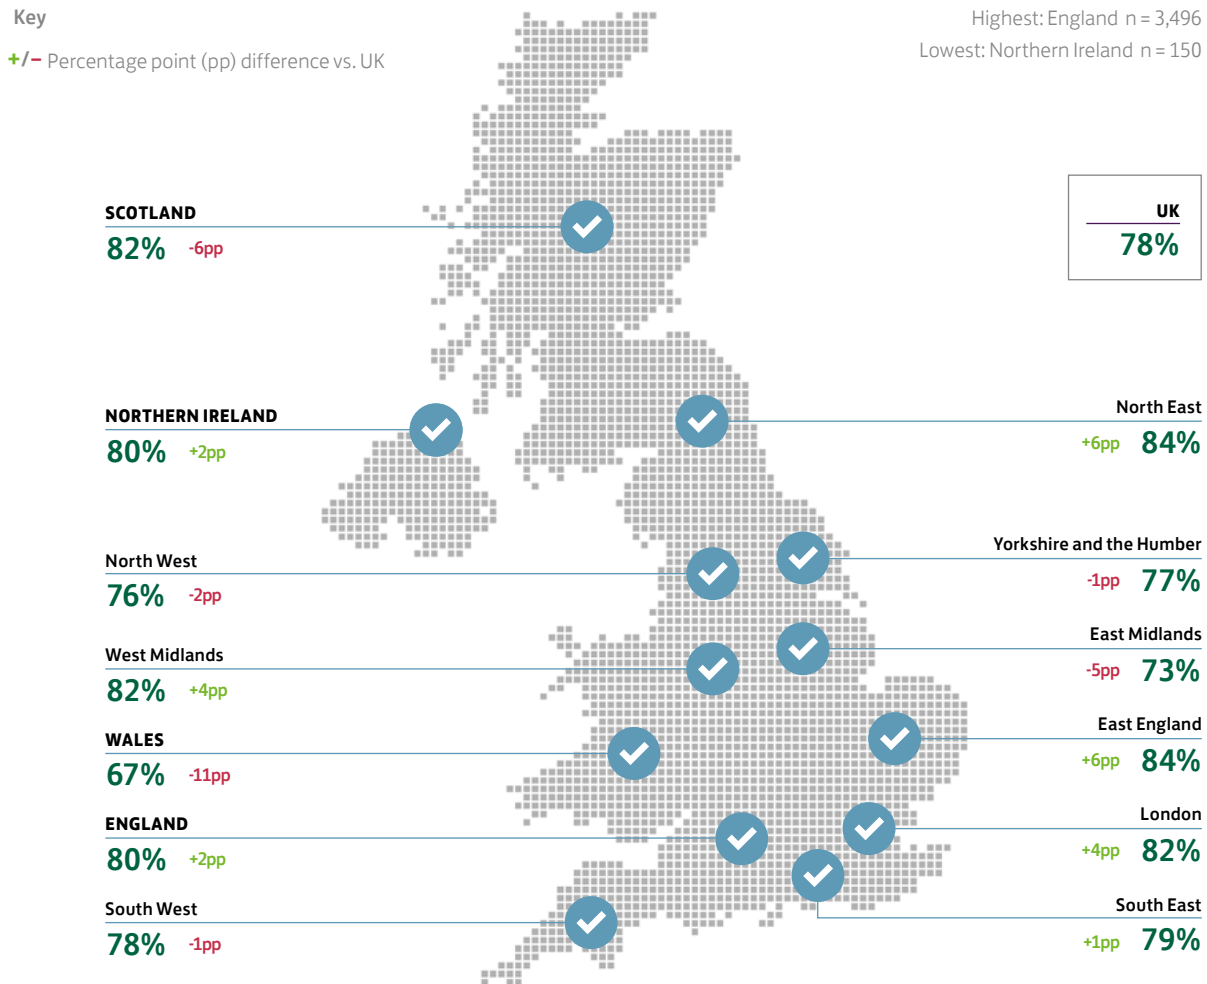 Key
+/− Percentage point (pp) difference vs. UK
Highest: England n = 3,496
Lowest: Northern Ireland n = 150
UK
78%
SCOTLAND
82% -6pp
NORTHERN IRELAND
80% +2pp
North West
76% -2pp
West Midlands
82% +4pp
WALES
67% -11pp
ENGLAND
80% +2pp
South West
78% -1pp
North East
+6pp 84%
Yorkshire and the Humber
-1pp 77%
East Midlands
-5pp 73%
East England
+6pp 84%
London
+4pp 82%
South East
+1pp 79%